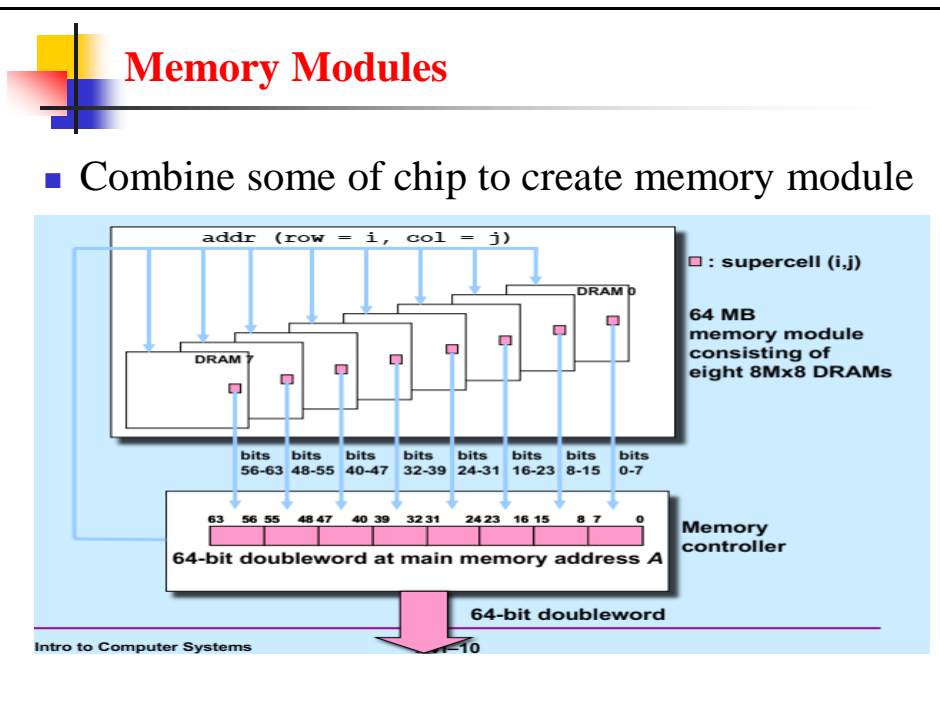 Memory Modules
Combine some of chip to create memory module
addr (row = i, col = j)
: supercell (i,j)
DRAM 0
64 MB
memory module
consisting of
eight 8Mx8 DRAMs
DRAM 7
bits bits bits bits bits bits bits bits
56-63 48-55 40-47 32-39 24-31 16-23 8-15 0-7
63 56 55 48 47 40 39 32 31 24 23 16 15 8 7 0
Memory
controller
64-bit doubleword at main memory address A
64-bit doubleword
Intro to Computer Systems
–10